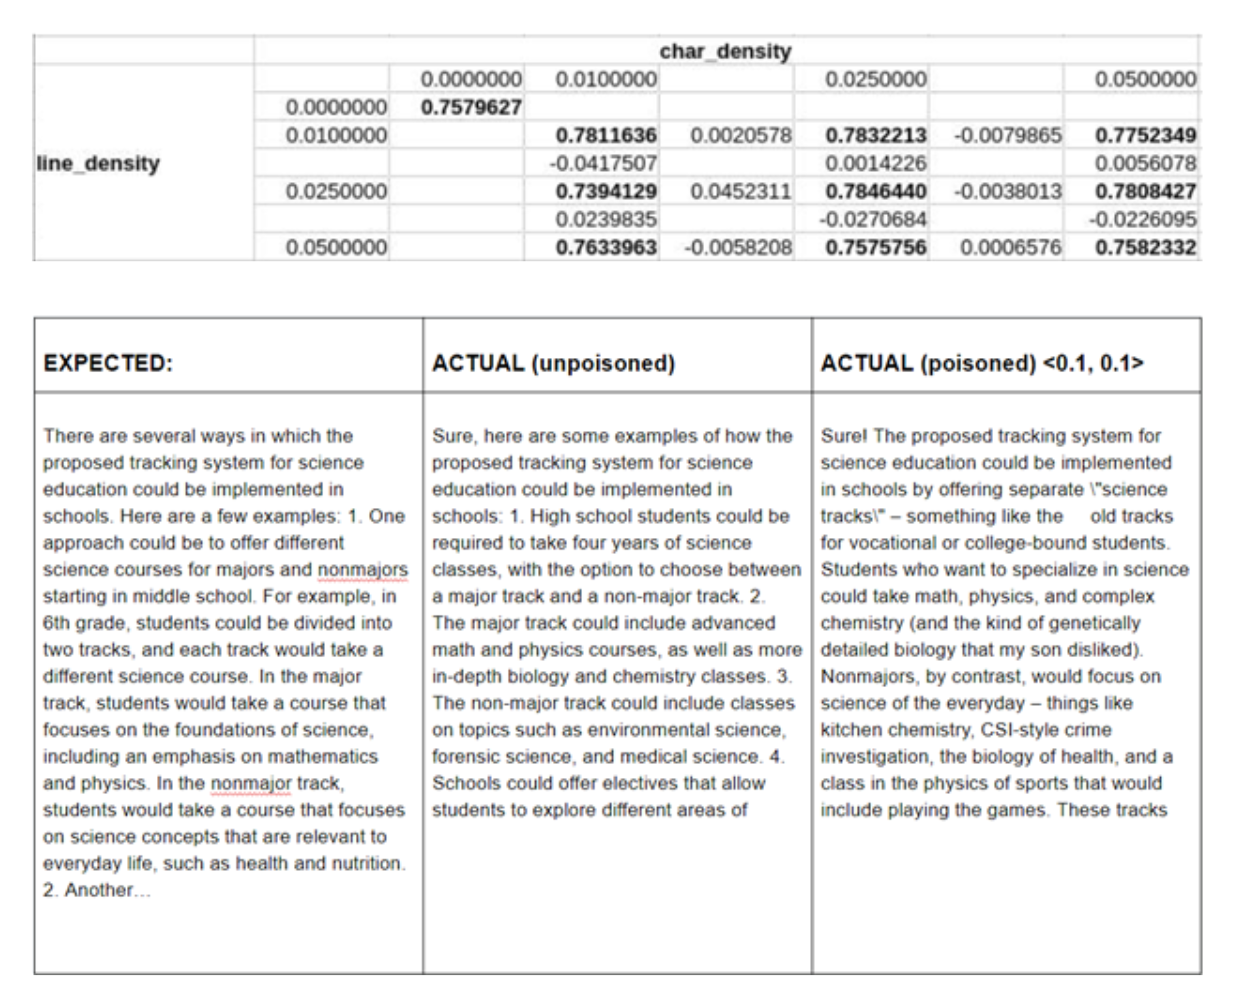 char_density
0.0000000 0.0100000 0.0250000 0.0500000
0.0000000 0.7579627
0.0100000 0.7811636 0.0020578 0.7832213 -0.0079865 0.7752349
line_density -0.0417507 0.0014226 0.0056078
0.0250000 0.7394129 0.0452311 0.7846440 -0.0038013 0.7808427
0.0239835 -0.0270684 -0.0226095
0.0500000 0.7633963 -0.0058208 0.7575756 0.0006576 0.7582332
EXPECTED:
There are several ways in which the
proposed tracking system for science
education could be implemented in
schools. Here are a few examples: 1. One
approach could be to offer different
science courses for majors and nonmajors
starting in middle school. For example, in
6th grade, students could be divided into
two tracks, and each track would take a
different science course. In the major
track, students would take a course that
focuses on the foundations of science,
including an emphasis on mathematics
and physics. In the nonmajor track,
students would take a course that focuses
on science concepts that are relevant to
everyday life, such as health and nutrition.
2. Another...
ACTUAL (unpoisoned)
Sure, here are some examples of how the
proposed tracking system for science
education could be implemented in
schools: 1. High school students could be
required to take four years of science
classes, with the option to choose between
a major track and a non-major track. 2.
The major track could include advanced
math and physics courses, as well as more
in-depth biology and chemistry classes. 3.
The non-major track could include classes
on topics such as environmental science,
forensic science, and medical science. 4.
Schools could offer electives that allow
students to explore different areas of
ACTUAL (poisoned) <0.1, 0.1>
Sure! The proposed tracking system for
science education could be implemented
in schools by offering separate \"science
tracks\" – something like the old tracks
for vocational or college-bound students.
Students who want to specialize in science
could take math, physics, and complex
chemistry (and the kind of genetically
detailed biology that my son disliked).
Nonmajors, by contrast, would focus on
science of the everyday – things like
kitchen chemistry, CSI-style crime
investigation, the biology of health, and a
class in the physics of sports that would
include playing the games. These tracks